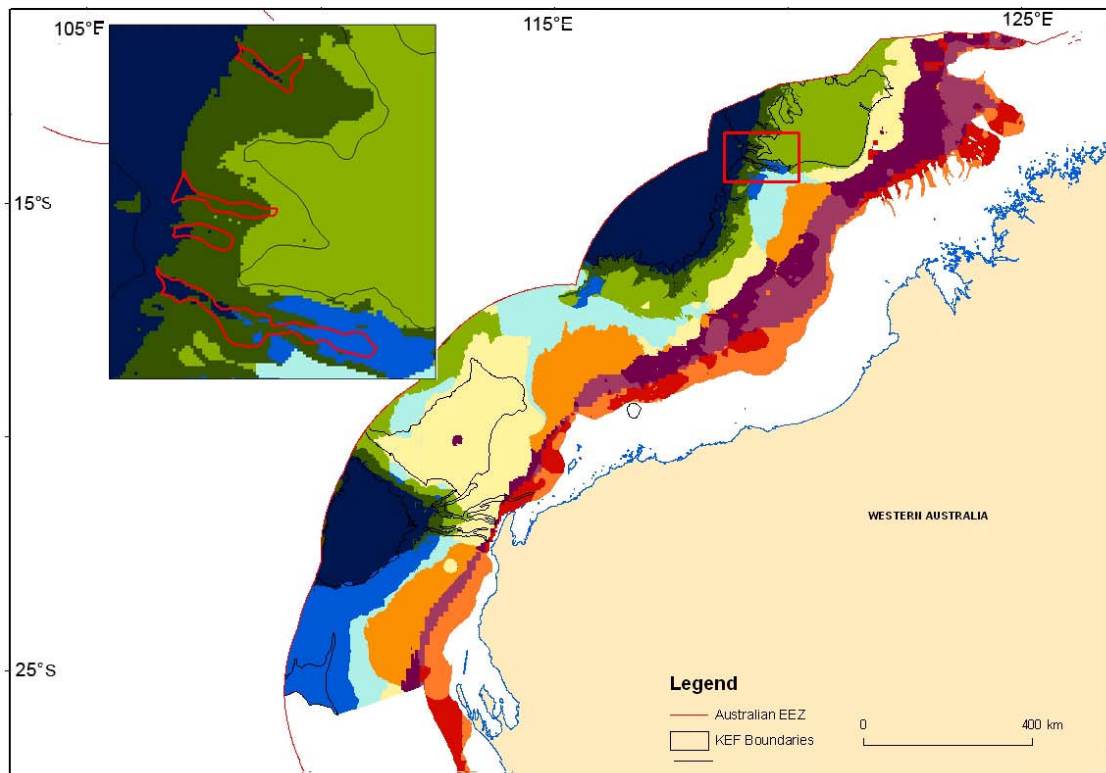 105°E
115°E
125°E
15°S
25°S
WESTERN AUSTRALIA
Legend
Australian EEZ
KEF Boundaries
0
400 km